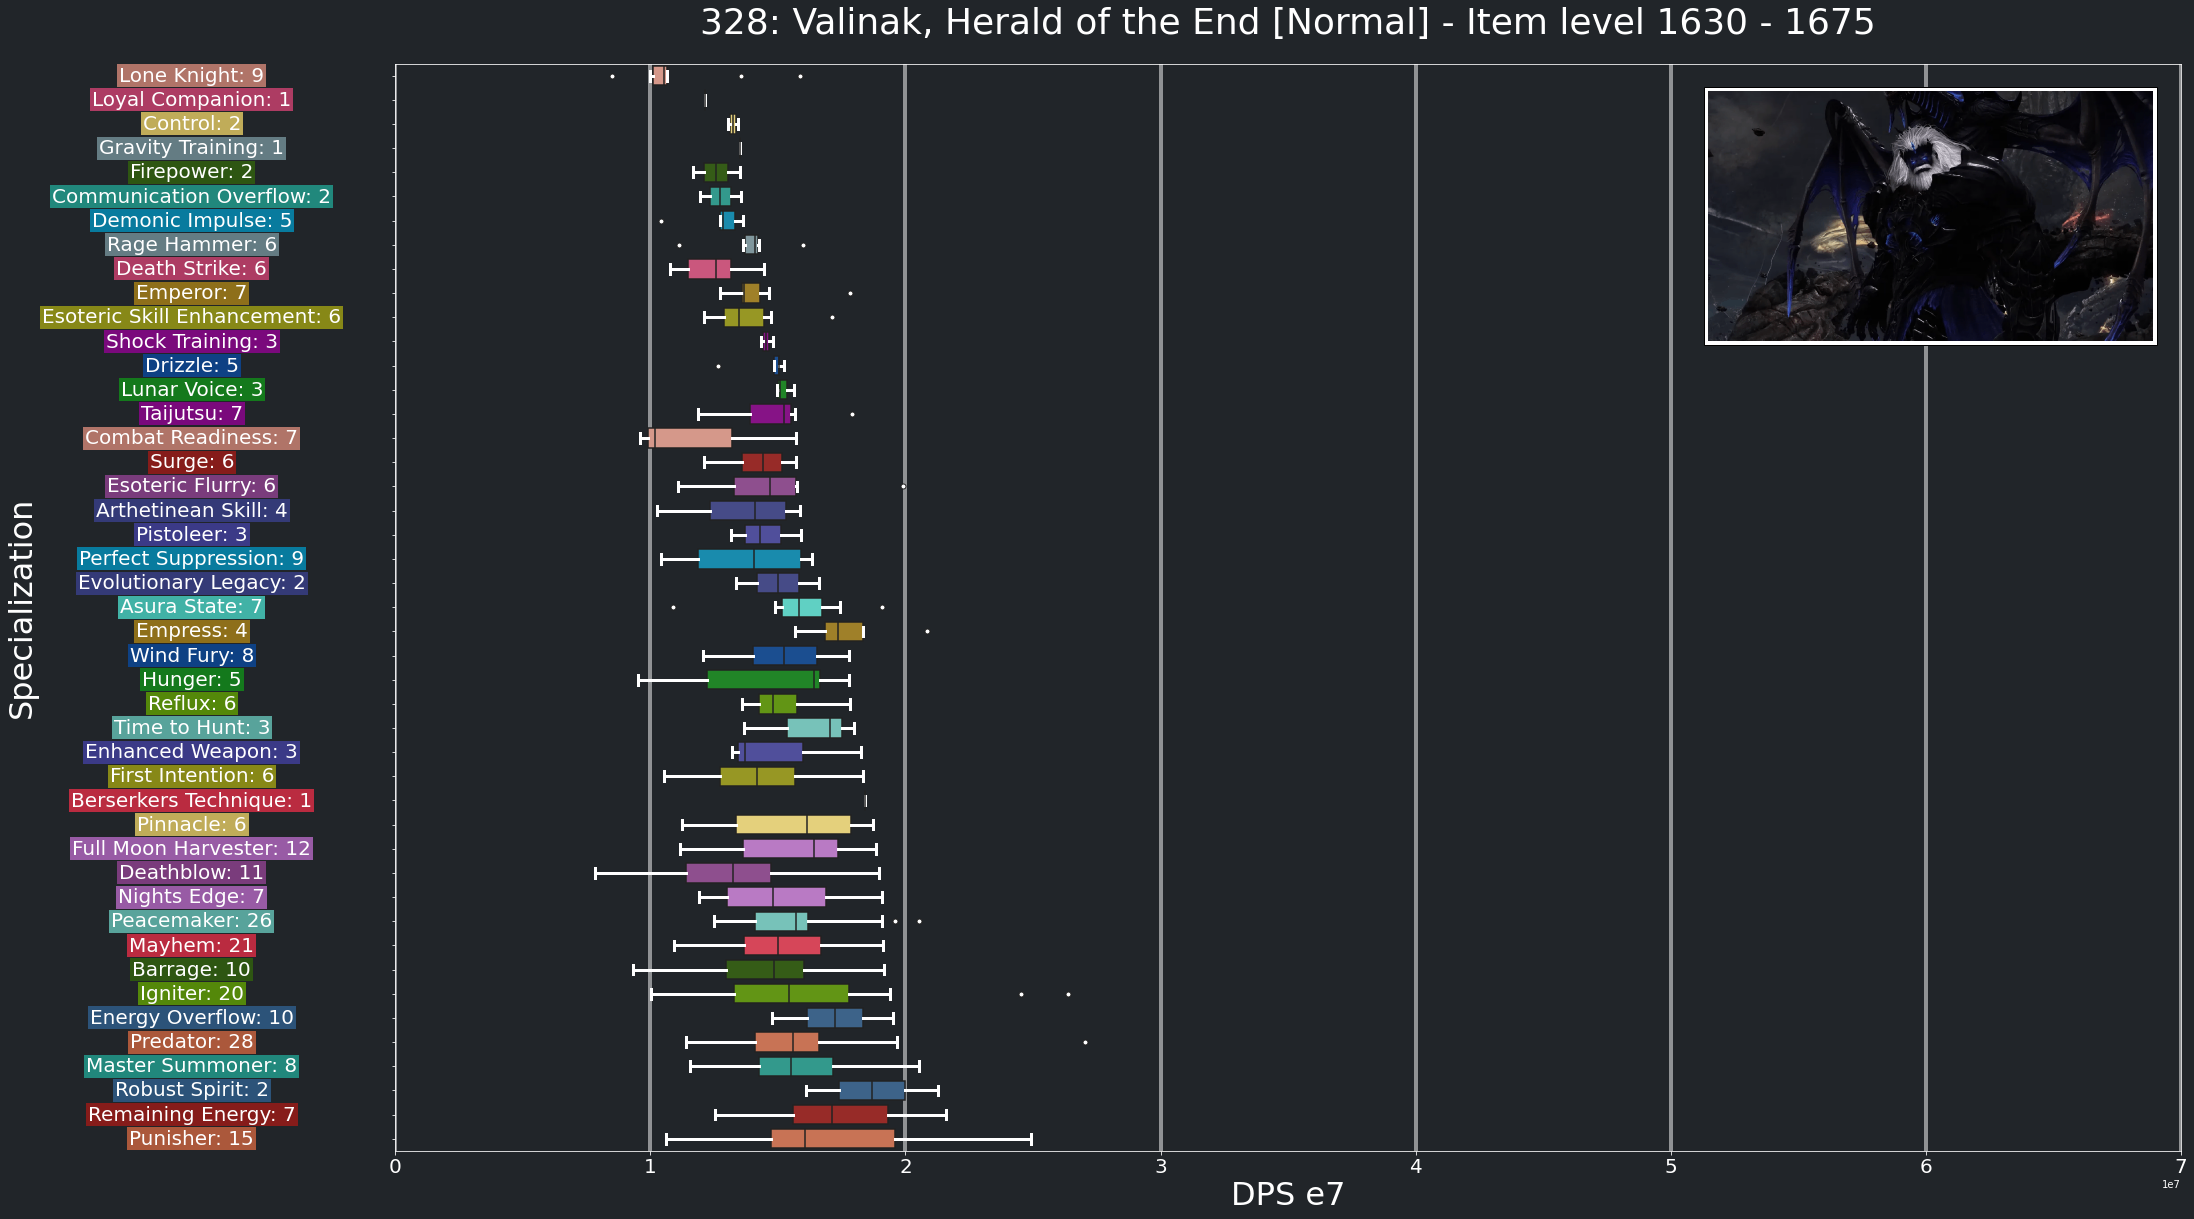 328: Valinak, Herald of the End [Normal] - Item level 1630 - 1675
Specialization
Lone Knight: 9
Loyal Companion: 1
Control: 2
Gravity Training: 1
Firepower: 2
Communication Overflow: 2
Demonic Impulse: 5
Rage Hammer: 6
Death Strike: 6
Emperor: 7
Esoteric Skill Enhancement: 6
Shock Training: 3
Drizzle: 5
Lunar Voice: 3
Taijutsu: 7
Combat Readiness: 7
Surge: 6
Esoteric Flurry: 6
Arthetinean Skill: 4
Pistoleer: 3
Perfect Suppression: 9
Evolutionary Legacy: 2
Asura State: 7
Empress: 4
Wind Fury: 8
Hunger: 5
Reflux: 6
Time to Hunt: 3
Enhanced Weapon: 3
First Intention: 6
Berserkers Technique: 1
Pinnacle: 6
Full Moon Harvester: 12
Deathblow: 11
Nights Edge: 7
Peacemaker: 26
Mayhem: 21
Barrage: 10
Igniter: 20
Energy Overflow: 10
Predator: 28
Master Summoner: 8
Robust Spirit: 2
Remaining Energy: 7
Punisher: 15
0 1 2 3 4 5 6 7
1e7
DPS e7